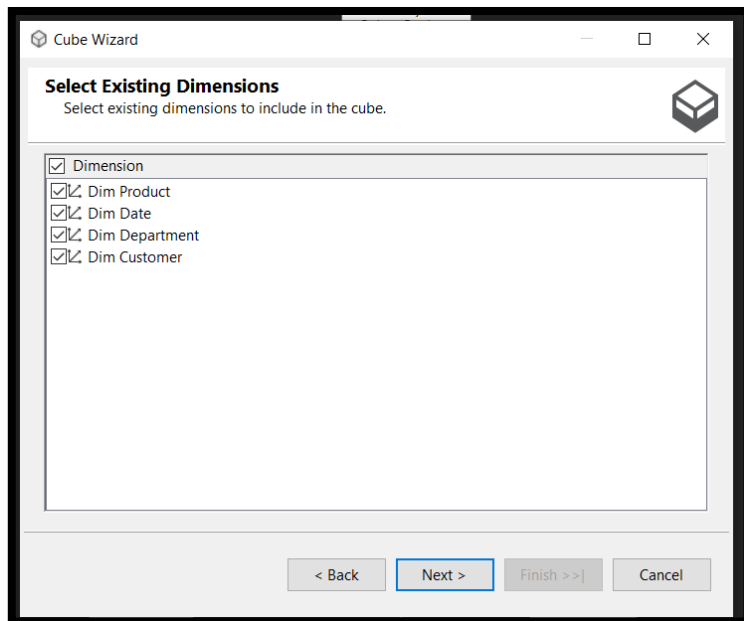 Cube Wizard
Select Existing Dimensions
Select existing dimensions to include in the cube.
Dimension
Dim Product
Dim Date
Dim Department
Dim Customer
< Back
Next >
Finish >>|
Cancel